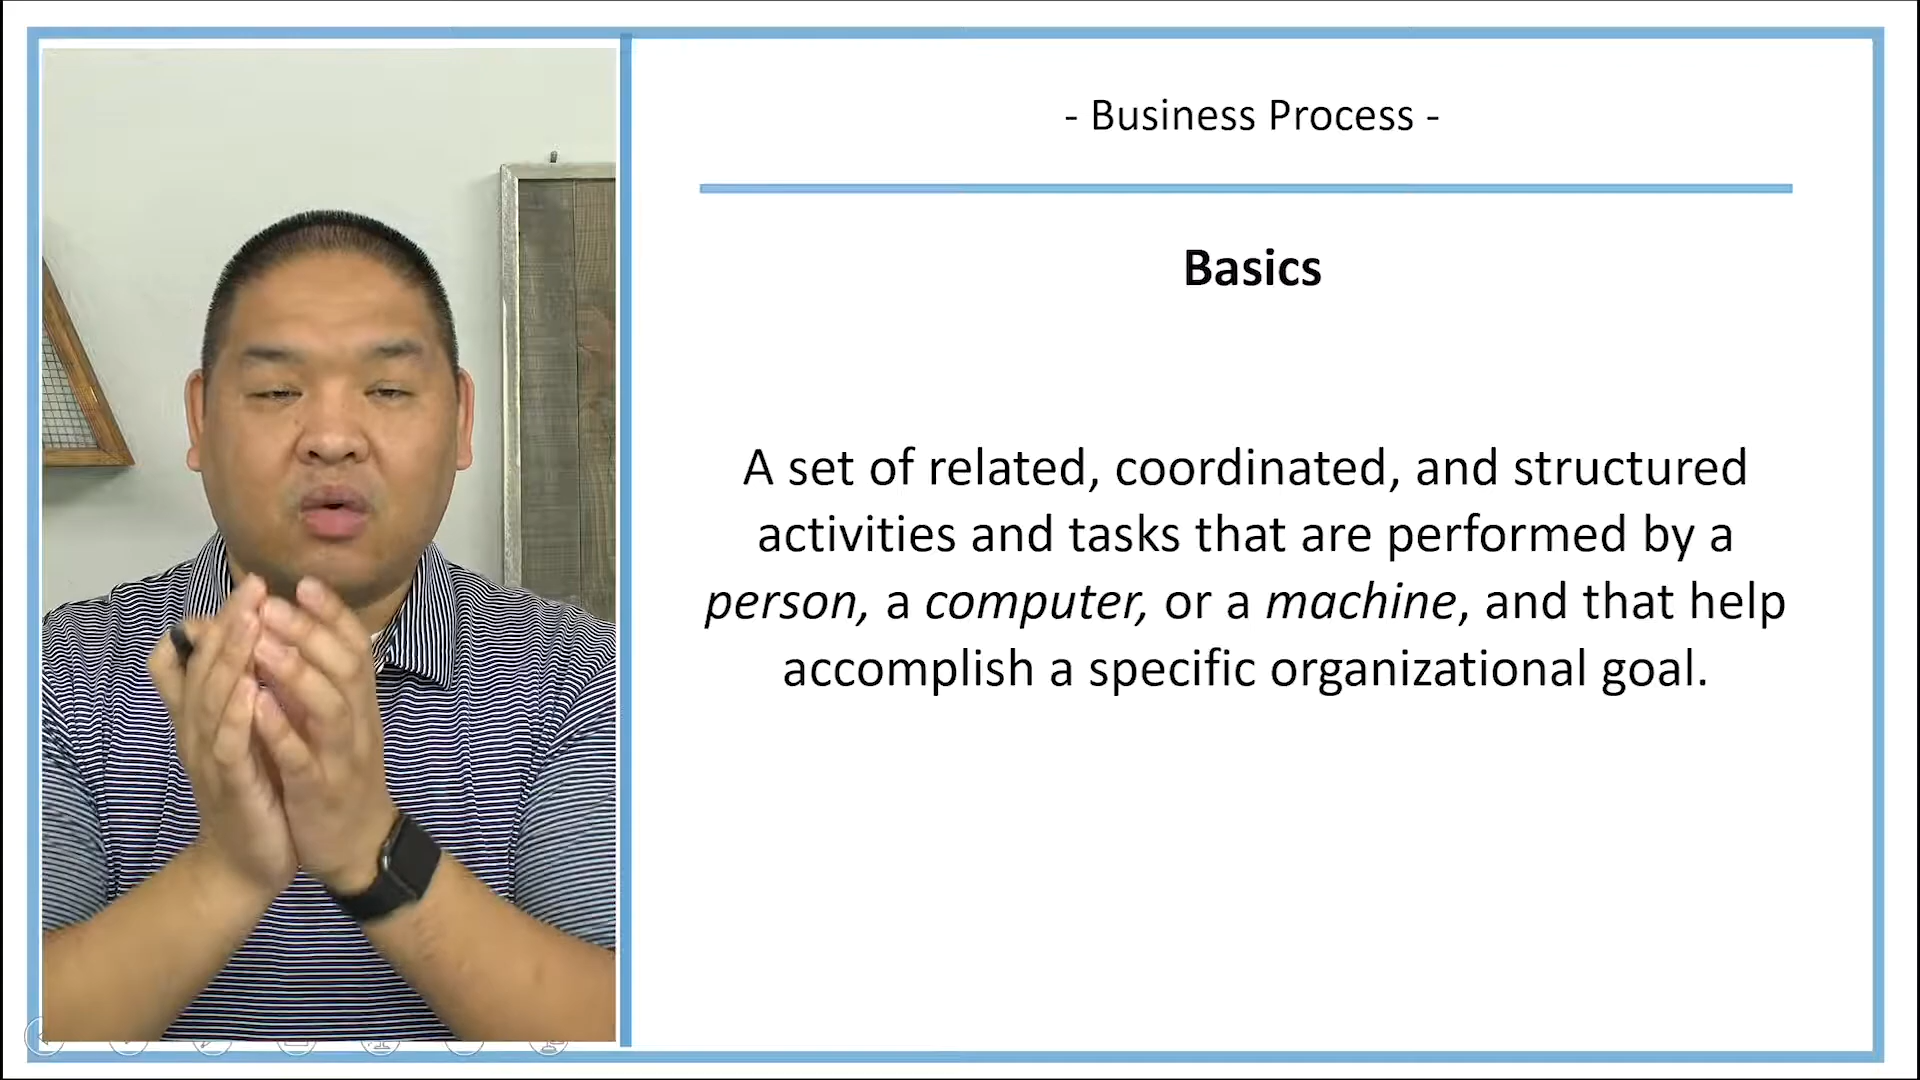 - Business Process -
Basics
A set of related, coordinated, and structured
activities and tasks that are performed by a
person, a computer, or a machine, and that help
accomplish a specific organizational goal.